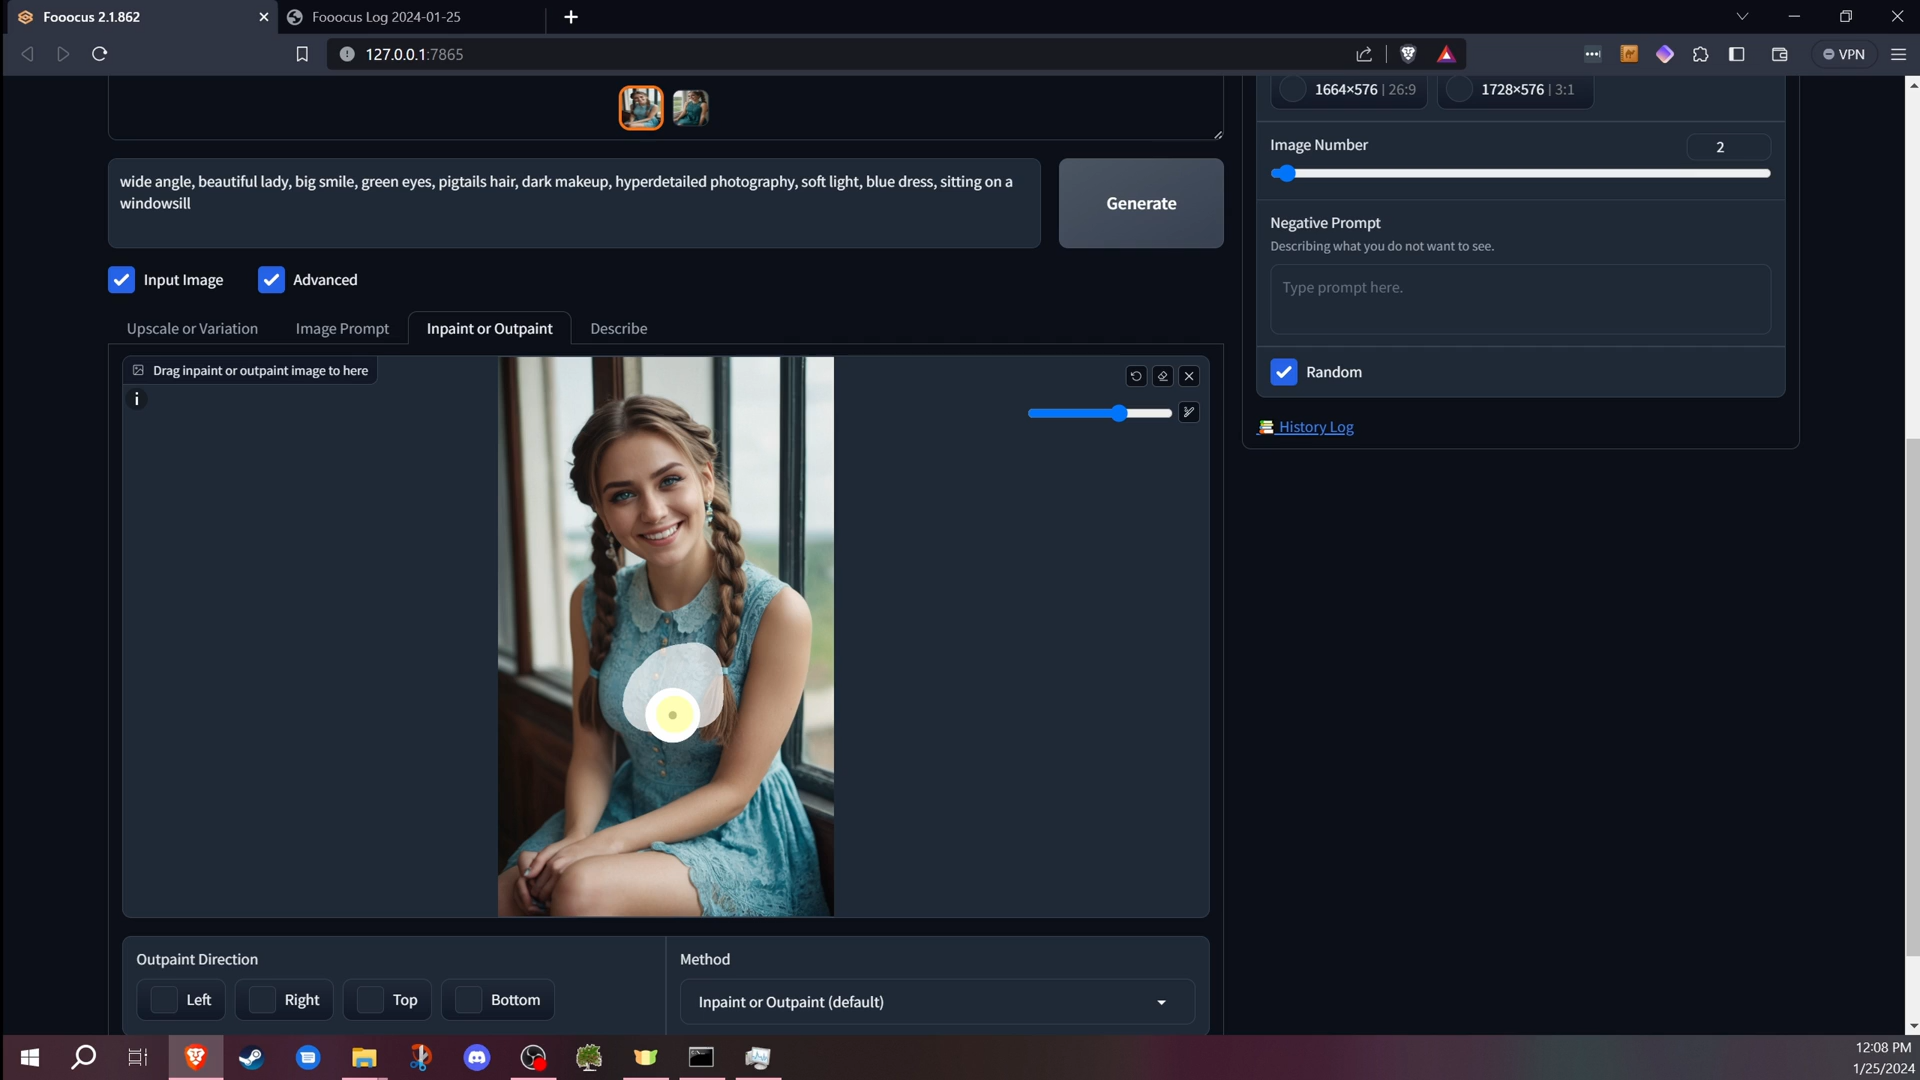 Fooocus 2.1.862
Fooocus Log 2024-01-25
127.0.0.1:7865
VPN
1664×576 | 26:9
1728×576 | 3:1
Image Number
2
wide angle, beautiful lady, big smile, green eyes, pigtails hair, dark makeup, hyperdetailed photography, soft light, blue dress, sitting on a
windowsill
Generate
Negative Prompt
Describing what you do not want to see.
Type prompt here.
Input Image
Advanced
Upscale or Variation
Image Prompt
Inpaint or Outpaint
Describe
Random
Drag inpaint or outpaint image to here
i
History Log
Outpaint Direction
Method
Left
Right
Top
Bottom
Inpaint or Outpaint (default)
12:08 PM
1/25/2024